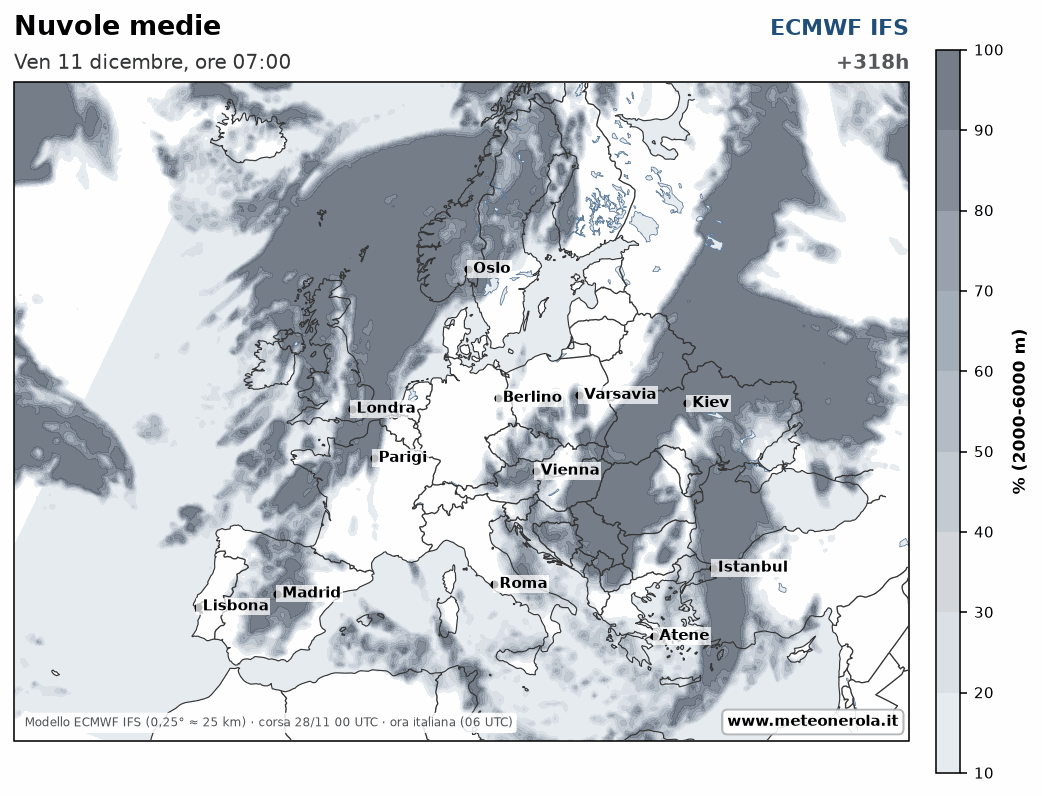 Nuvole medie
ECMWF IFS
Ven 11 dicembre, ore 07:00
+318h
100
90
80
70
60
50
40
30
20
10
% (2000-6000 m)
Oslo
Londra
Berlino
Varsavia
Kiev
Parigi
Vienna
Istanbul
Roma
Madrid
Lisbona
Atene
Modello ECMWF IFS (0,25° ≈ 25 km) · corsa 28/11 00 UTC · ora italiana (06 UTC)
www.meteonerola.it